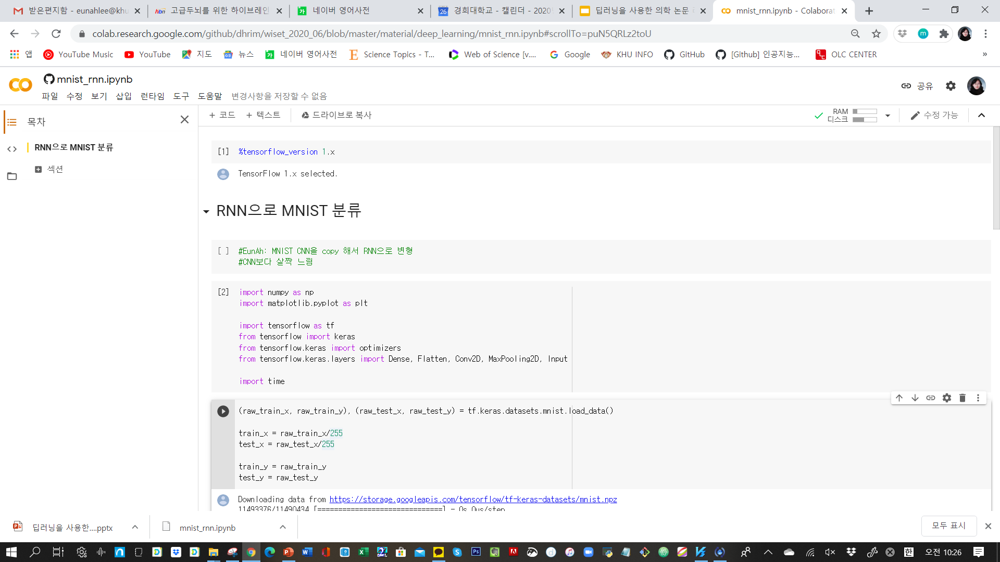 받은편지함 - eunahlee@khu
hbn 고급두뇌를 위한 하이브레인
네이버 영어사전
26 경희대학교 - 캘린더 - 2020
딥러닝을 사용한 의학 논문
mnist_rnn.ipynb - Colaborat
colab.research.google.com/github/dhrim/wiset_2020_06/blob/master/material/deep_learning/mnist_rnn.ipynb#scrollTo=puN5QRLz2toU
앱 YouTube Music YouTube 지도 뉴스 네이버 영어사전 Science Topics - T... Web of Science [v.... Google KHU INFO GitHub [Github] 인공지능... OLC CENTER »
mnist_rnn.ipynb
공유
파일 수정 보기 삽입 런타임 도구 도움말 변경사항을 저장할 수 없음
목차
+ 코드 + 텍스트 드라이브로 복사
RAM
디스크
수정 가능
RNN으로 MNIST 분류
섹션
[1] %tensorflow_version 1.x
TensorFlow 1.x selected.
RNN으로 MNIST 분류
[ ] #EunAh: MNIST CNN을 copy 해서 RNN으로 변형
#CNN보다 살짝 느림
[2] import numpy as np
import matplotlib.pyplot as plt
import tensorflow as tf
from tensorflow import keras
from tensorflow.keras import optimizers
from tensorflow.keras.layers import Dense, Flatten, Conv2D, MaxPooling2D, Input
import time
(raw_train_x, raw_train_y), (raw_test_x, raw_test_y) = tf.keras.datasets.mnist.load_data()
train_x = raw_train_x/255
test_x = raw_test_x/255
train_y = raw_train_y
test_y = raw_test_y
Downloading data from https://storage.googleapis.com/tensorflow/tf-keras-datasets/mnist.npz
11493376/11490434 [==============================] - 0s 0us/step
딥러닝을 사용한....pptx
mnist_rnn.ipynb
모두 표시
한
오전 10:26